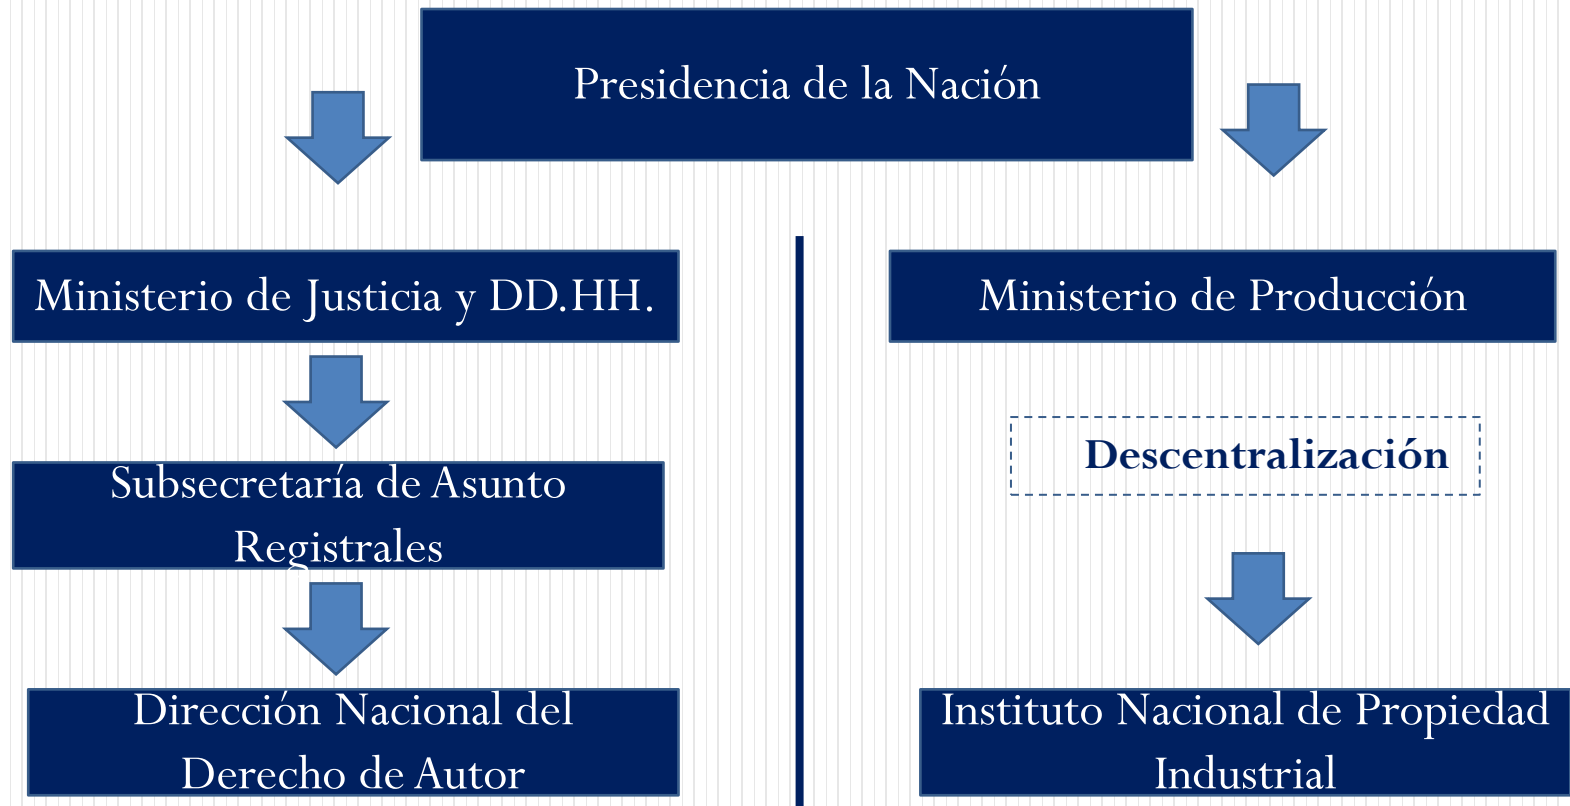 Presidencia de la Nación
Ministerio de Justicia y DD.HH.
Ministerio de Producción
Descentralización
Subsecretaría de Asunto
Registrales
Dirección Nacional del
Derecho de Autor
Instituto Nacional de Propiedad
Industrial